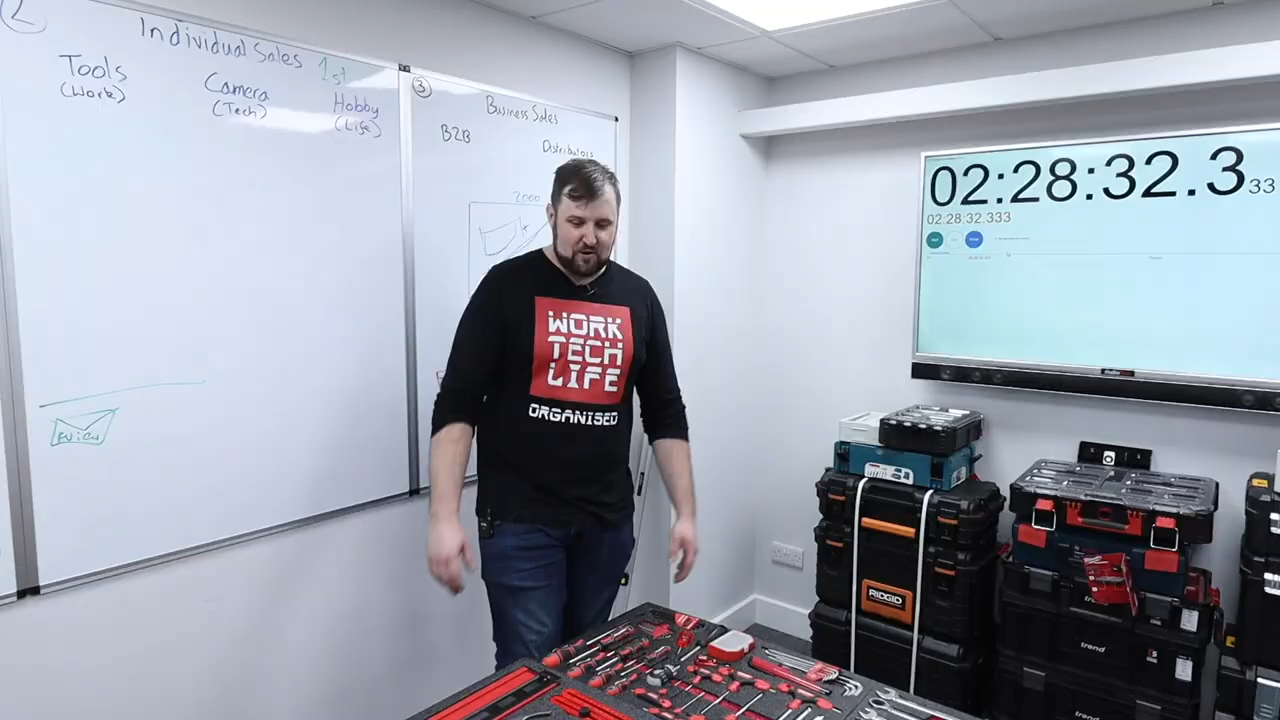 2
Individual Sales 1st
Tools
(Work)
Camera
(Tech)
Hobby
(Life)
3
Business Sales
B2B
Distributors
2000
02:28:32.333
02:28:32.333
WORK
TECH
LIFE
ORGANISED
RIDGID
trend
trend